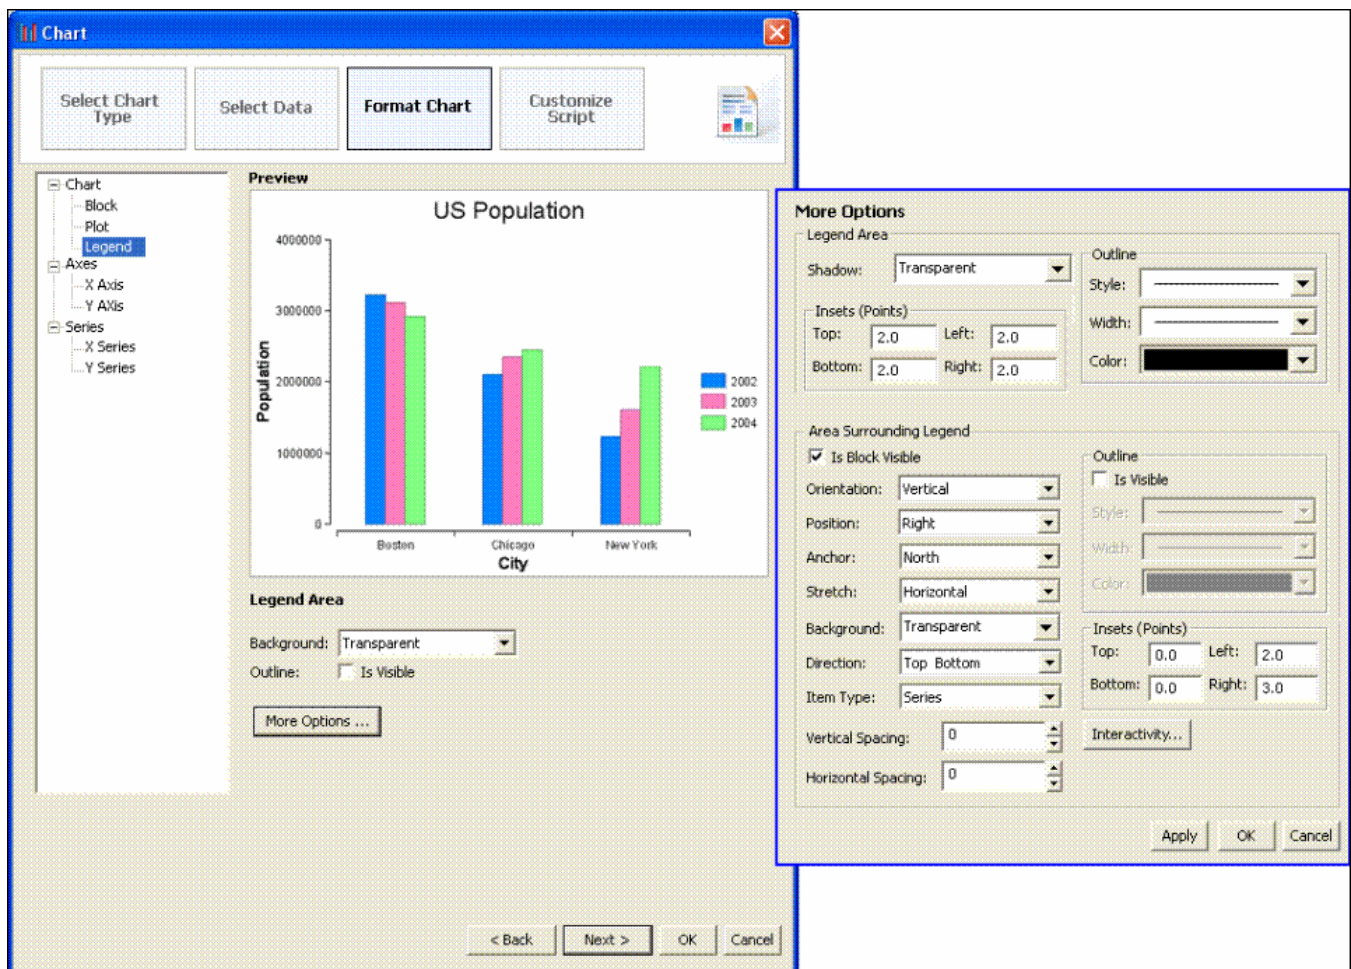 Chart
Select Chart Type
Select Data
Format Chart
Customize Script
Chart
Block
Plot
Legend
Axes
X Axis
Y AXis
Series
X Series
Y Series
Preview
US Population
4000000
3000000
2000000
1000000
0
Population
Boston
Chicago
New York
City
2002
2003
2004
Legend Area
Background: Transparent
Outline: Is Visible
More Options ...
< Back Next > OK Cancel
More Options
Legend Area
Shadow: Transparent
Insets (Points)
Top: 2.0 Left: 2.0
Bottom: 2.0 Right: 2.0
Outline
Style:
Width:
Color:
Area Surrounding Legend
Is Block Visible
Orientation: Vertical
Position: Right
Anchor: North
Stretch: Horizontal
Background: Transparent
Direction: Top Bottom
Item Type: Series
Vertical Spacing: 0
Horizontal Spacing: 0
Outline
Is Visible
Style:
Width:
Color:
Insets (Points)
Top: 0.0 Left: 2.0
Bottom: 0.0 Right: 3.0
Interactivity...
Apply OK Cancel